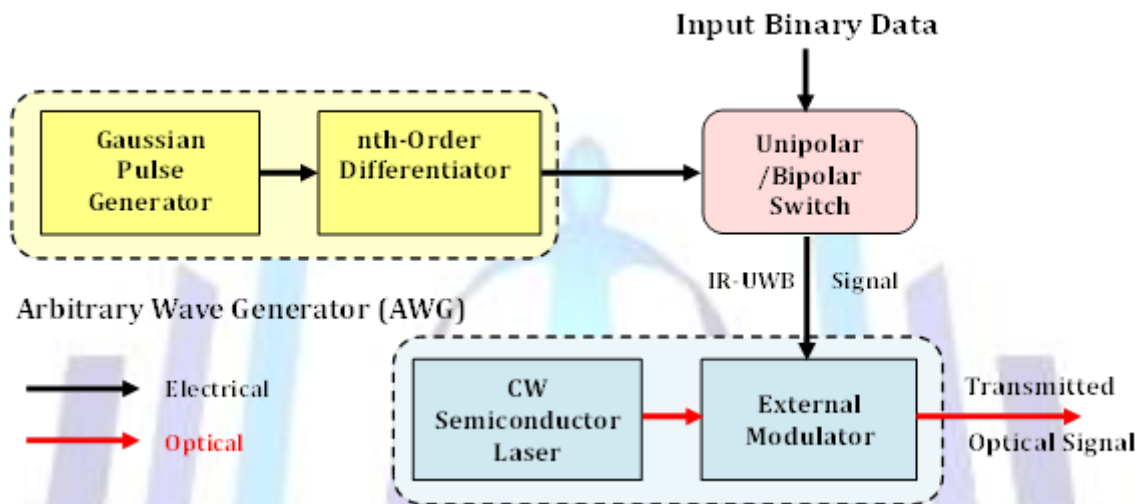 Input Binary Data
Gaussian
Pulse
Generator
nth-Order
Differentiator
Unipolar
/Bipolar
Switch
IR-UWB Signal
Arbitrary Wave Generator (AWG)
Electrical
Optical
CW
Semiconductor
Laser
External
Modulator
Transmitted
Optical Signal